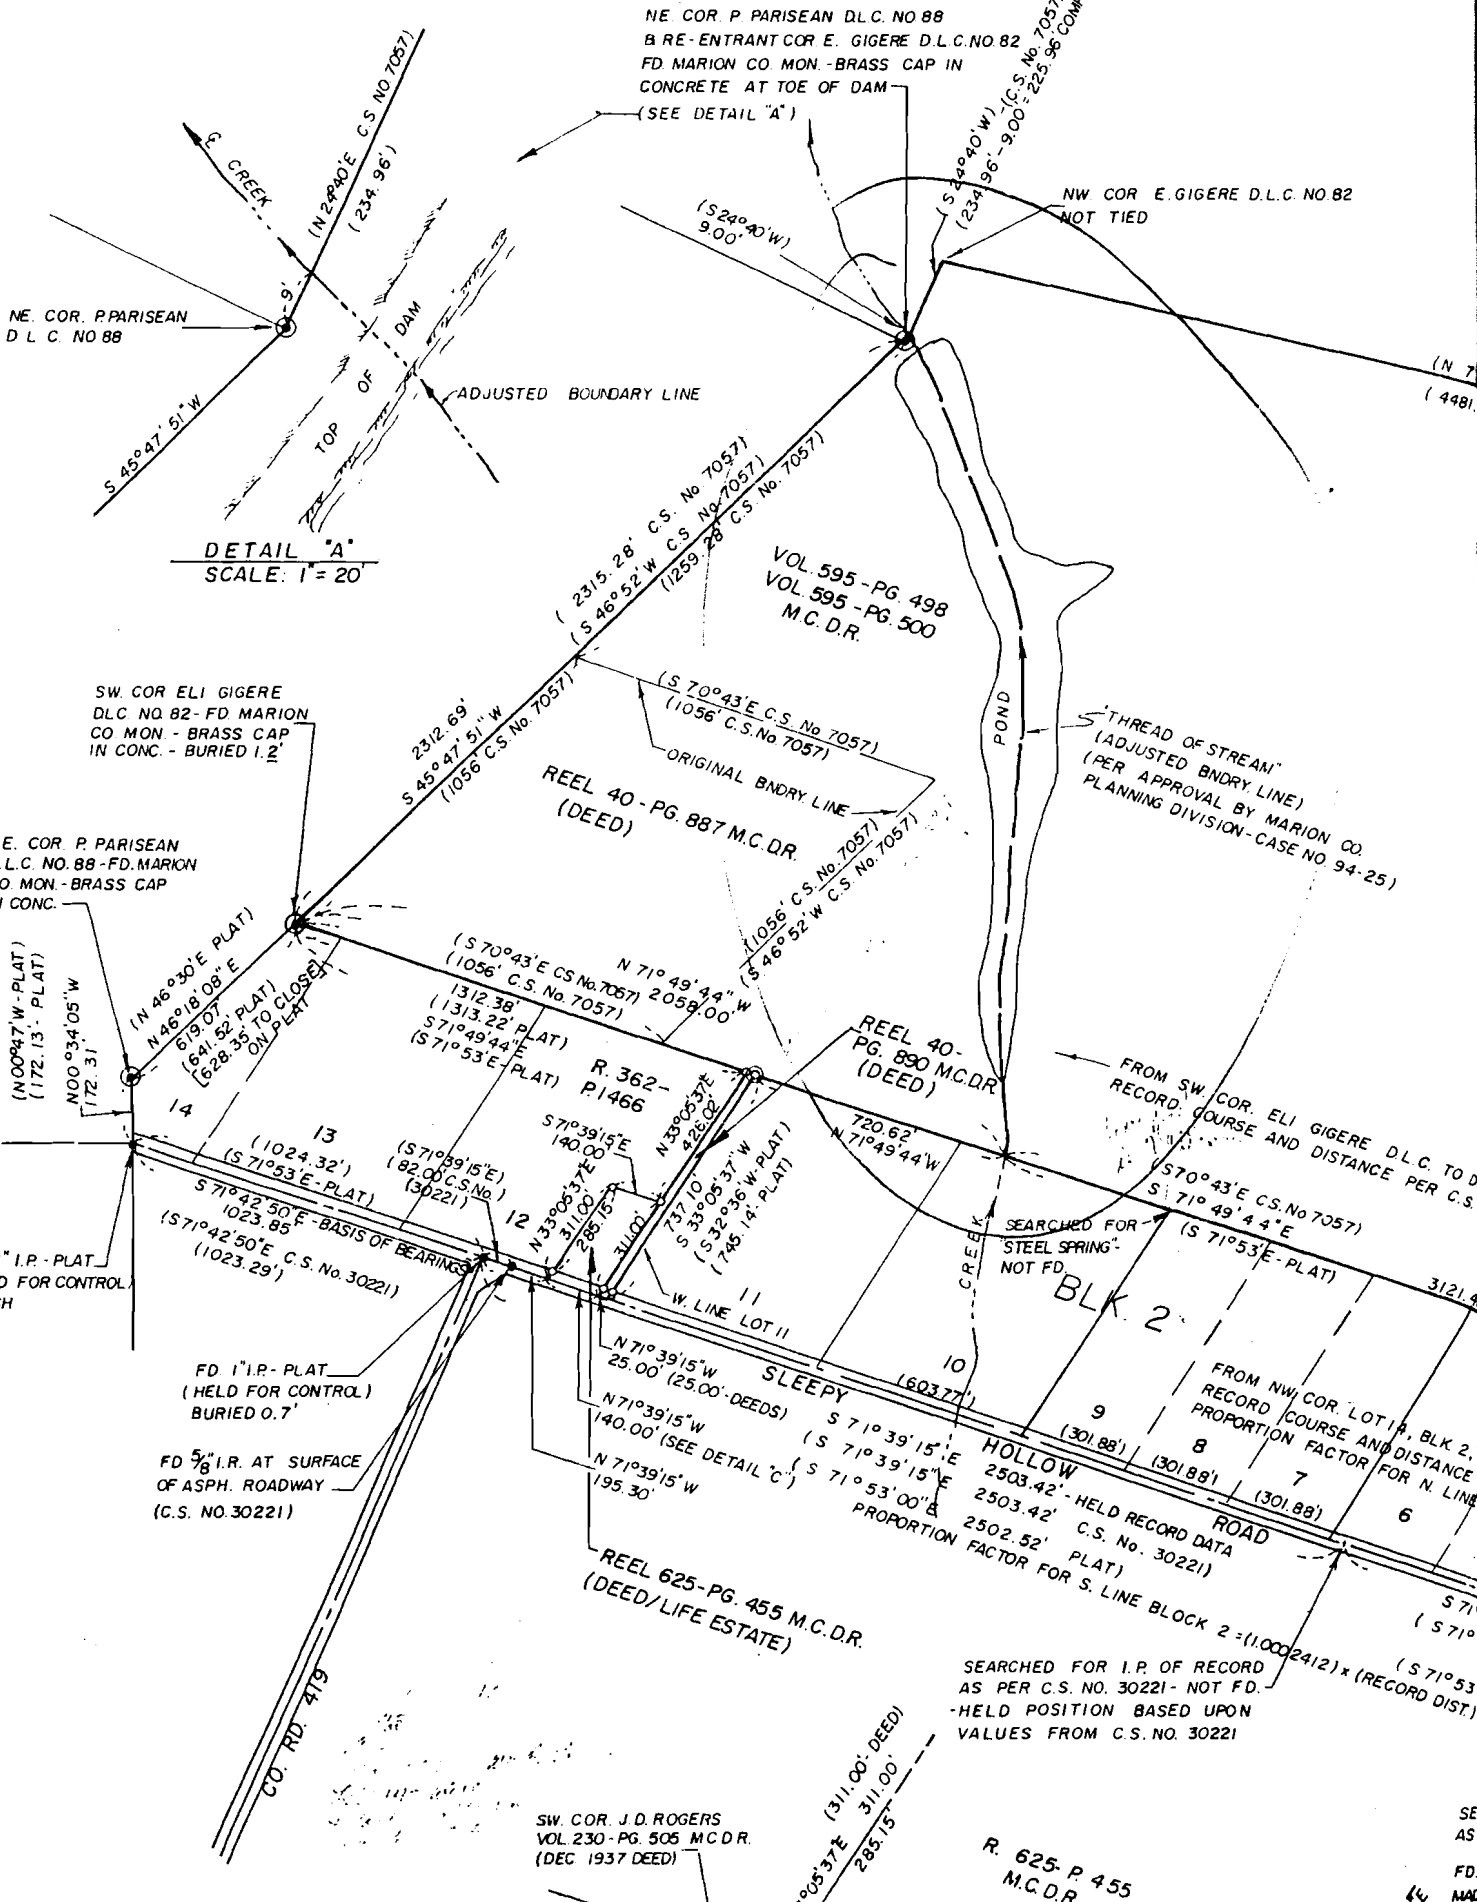 NE. COR. P. PARISEAN D.L.C. NO 88
& RE-ENTRANT COR. E. GIGERE D.L.C. NO. 82
FD. MARION CO. MON. - BRASS CAP IN
CONCRETE AT TOE OF DAM
(SEE DETAIL "A")
(S 24°40'W) - (C.S. No. 7057)
(234.96' - 9.00' = 225.96 COMP
NW. COR E. GIGERE D.L.C. NO. 82
NOT TIED
(S 24°40'W)
9.00'
(N 24°40'E C.S. NO. 7057)
(234.96')
℄ CREEK
9'
NE. COR. P. PARISEAN
D L C. NO 88
S 45°47'51"W
TOP OF DAM
ADJUSTED BOUNDARY LINE
DETAIL "A"
SCALE: 1" = 20'
(N 7
(4481.
(2315.28' C.S. No. 7057)
(S 46°52'W C.S. No. 7057)
(1259.28' C.S. No. 7057)
VOL. 595 - PG. 498
VOL. 595 - PG. 500
M.C.D.R.
2312.69'
S 45°47'51"W
(1056' C.S. No. 7057)
(S 70°43'E C.S. No 7057)
(1056' C.S. No 7057)
ORIGINAL BNDRY. LINE
SW. COR ELI GIGERE
DLC. NO. 82 - FD. MARION
CO. MON. - BRASS CAP
IN CONC. - BURIED 1.2'
REEL 40 - PG. 887 M.C.D.R.
(DEED)
POND
"THREAD OF STREAM"
(ADJUSTED BNDRY. LINE)
(PER APPROVAL BY MARION CO.
PLANNING DIVISION - CASE NO. 94-25)
E. COR. P. PARISEAN
.L.C. NO. 88 - FD. MARION
O. MON. - BRASS CAP
CONC.
(1056' C.S. No. 7057)
(S. 46°52'W C.S. No. 7057)
(N00°47'W-PLAT)
(172.13'- PLAT)
N00°34'05"W
172.31'
(N 46°30'E PLAT)
N46°18'08"E
619.07'
(641.52' PLAT)
[628.35' TO CLOSE]
ON PLAT
(S 70°43'E CS No. 7057)
(1056' C.S. No. 7057)
N 71°49'44"W
2058.00'
1312.38'
(1313.22' PLAT)
S71°49'44"E
(S 71°53'E - PLAT)
R. 362-
P. 1466
REEL 40-
PG. 890 M.C.D.R
(DEED)
FROM SW. COR. ELI GIGERE D.L.C. TO D
RECORD. COURSE AND DISTANCE PER C.S.
14
13
(1024.32')
(S 71°53'E - PLAT)
(S71°39'15"E)
(82.00 C.S. No.)
(30221)
12
S 71°39'15"E
140.00'
N 33°05'37"E
426.02'
N 33°05'37"E
311.00'
285.15'
311.00'
737.10'
S 33°05'37"W
(S 32°36'W-PLAT)
(745.14'- PLAT)
720.62'
N 71°49'44"W
(S70°43'E C.S. No 7057)
S 71°49'44"E
(S 71°53'E - PLAT)
3121.4
SEARCHED FOR
"STEEL SPRING"-
NOT FD.
CREEK
BLK. 2
S 71°42'50"E - BASIS OF BEARINGS
1023.85'
(S71°42'50"E C.S. No. 30221)
(1023.29')
" I.P. - PLAT
D FOR CONTROL)
H
11
W. LINE LOT 11
FD. 1" I.P. - PLAT
(HELD FOR CONTROL)
BURIED 0.7'
N 71°39'15"W
25.00' (25.00'-DEEDS)
N 71°39'15"W
140.00' (SEE DETAIL "C")
N 71°39'15"W
195.30'
FD 5/8" I.R. AT SURFACE
OF ASPH. ROADWAY
(C.S. NO. 30221)
SLEEPY HOLLOW ROAD
10
(603.77')
9
(301.88')
8
(301.88')
7
(301.88')
6
FROM NW. COR. LOT 14, BLK 2,
RECORD COURSE AND DISTANCE
PROPORTION FACTOR FOR N. LINE
S 71°39'15"E 2503.42' - HELD RECORD DATA
(S 71°39'15"E 2503.42' C.S. No. 30221)
(S 71°53'00"E 2502.52' PLAT)
PROPORTION FACTOR FOR S. LINE BLOCK 2 = (1.0002412) x (RECORD DIST.)
S 71°
(S 71°
(S 71°53
REEL 625 - PG. 455 M.C.D.R.
(DEED/LIFE ESTATE)
CO. RD. 419
SEARCHED FOR I.P. OF RECORD
AS PER C.S. NO. 30221 - NOT FD.
-HELD POSITION BASED UPON
VALUES FROM C.S. NO. 30221
SW. COR. J.D. ROGERS
VOL. 230 - PG. 505 M C D R.
(DEC. 1937 DEED)
(311.00'-DEED)
°05'37"E 311.00'
285.15'
R. 625- P. 455
M.C.D.R
SE
AS
FD.